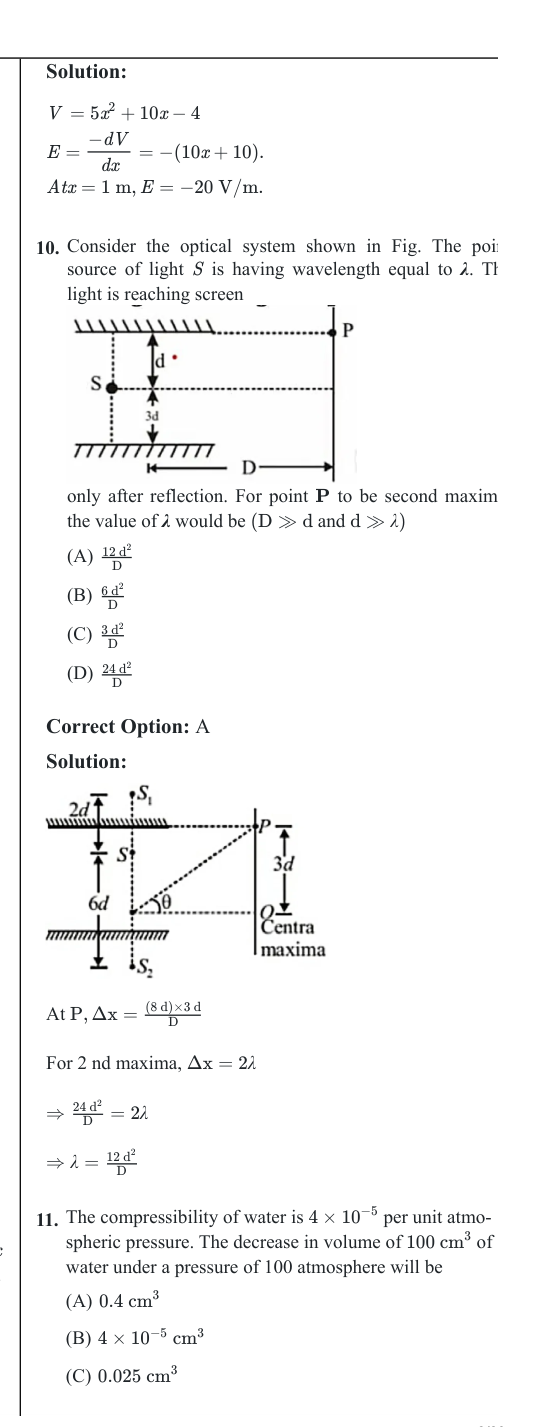 Solution:
V = 5x² + 10x − 4
E = −dV/dx = −(10x + 10).
Atx = 1 m, E = −20 V/m.
10. Consider the optical system shown in Fig. The poi
source of light S is having wavelength equal to λ. Th
light is reaching screen
P
d
S
3d
D
only after reflection. For point P to be second maxim
the value of λ would be (D ≫ d and d ≫ λ)
(A) 12 d²/D
(B) 6 d²/D
(C) 3 d²/D
(D) 24 d²/D
Correct Option: A
Solution:
S₁
2d
P
S
3d
6d
θ
Q
Centra
maxima
S₂
At P, Δx = (8 d)×3 d/D
For 2 nd maxima, Δx = 2λ
⇒ 24 d²/D = 2λ
⇒ λ = 12 d²/D
11. The compressibility of water is 4 × 10⁻⁵ per unit atmo-
spheric pressure. The decrease in volume of 100 cm³ of
water under a pressure of 100 atmosphere will be
(A) 0.4 cm³
(B) 4 × 10⁻⁵ cm³
(C) 0.025 cm³